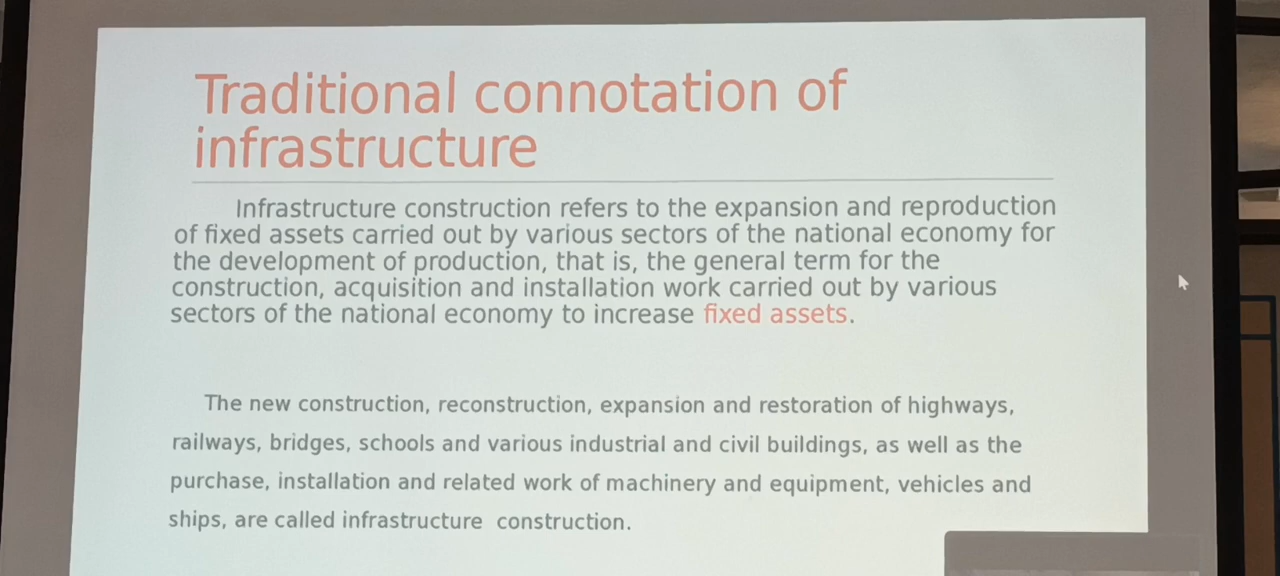 Traditional connotation of
infrastructure
Infrastructure construction refers to the expansion and reproduction
of fixed assets carried out by various sectors of the national economy for
the development of production, that is, the general term for the
construction, acquisition and installation work carried out by various
sectors of the national economy to increase fixed assets.
The new construction, reconstruction, expansion and restoration of highways,
railways, bridges, schools and various industrial and civil buildings, as well as the
purchase, installation and related work of machinery and equipment, vehicles and
ships, are called infrastructure construction.